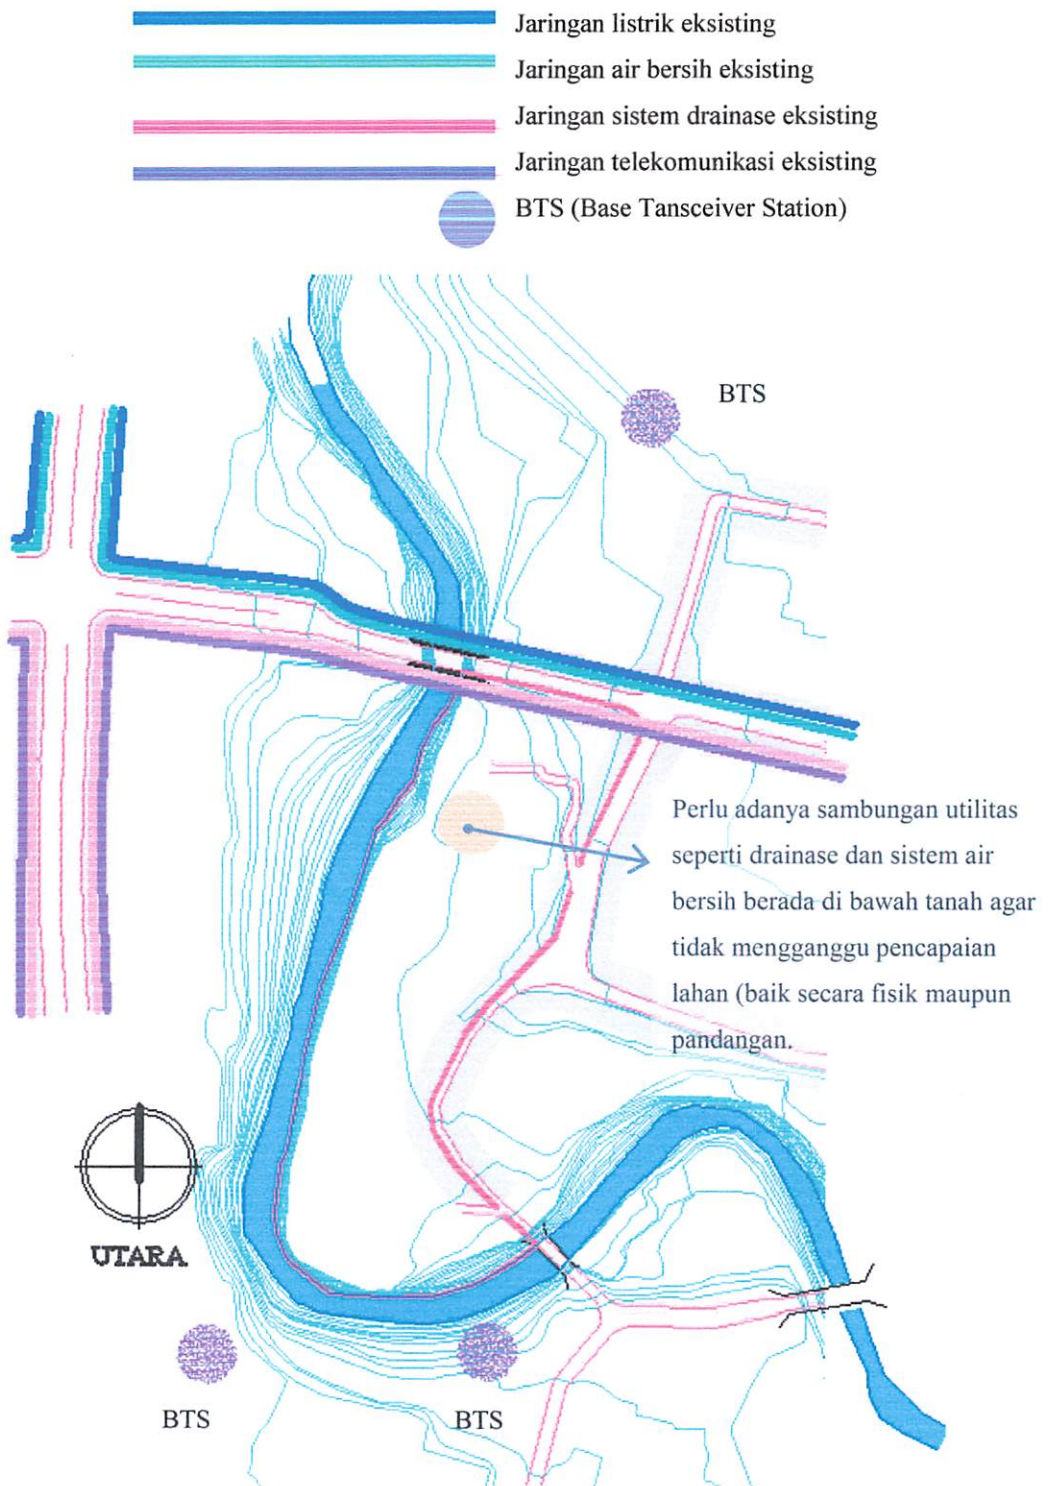 Jaringan listrik eksisting
Jaringan air bersih eksisting
Jaringan sistem drainase eksisting
Jaringan telekomunikasi eksisting
BTS (Base Tansceiver Station)
BTS
Perlu adanya sambungan utilitas
seperti drainase dan sistem air
bersih berada di bawah tanah agar
tidak mengganggu pencapaian
lahan (baik secara fisik maupun
pandangan.
UTARA
BTS
BTS